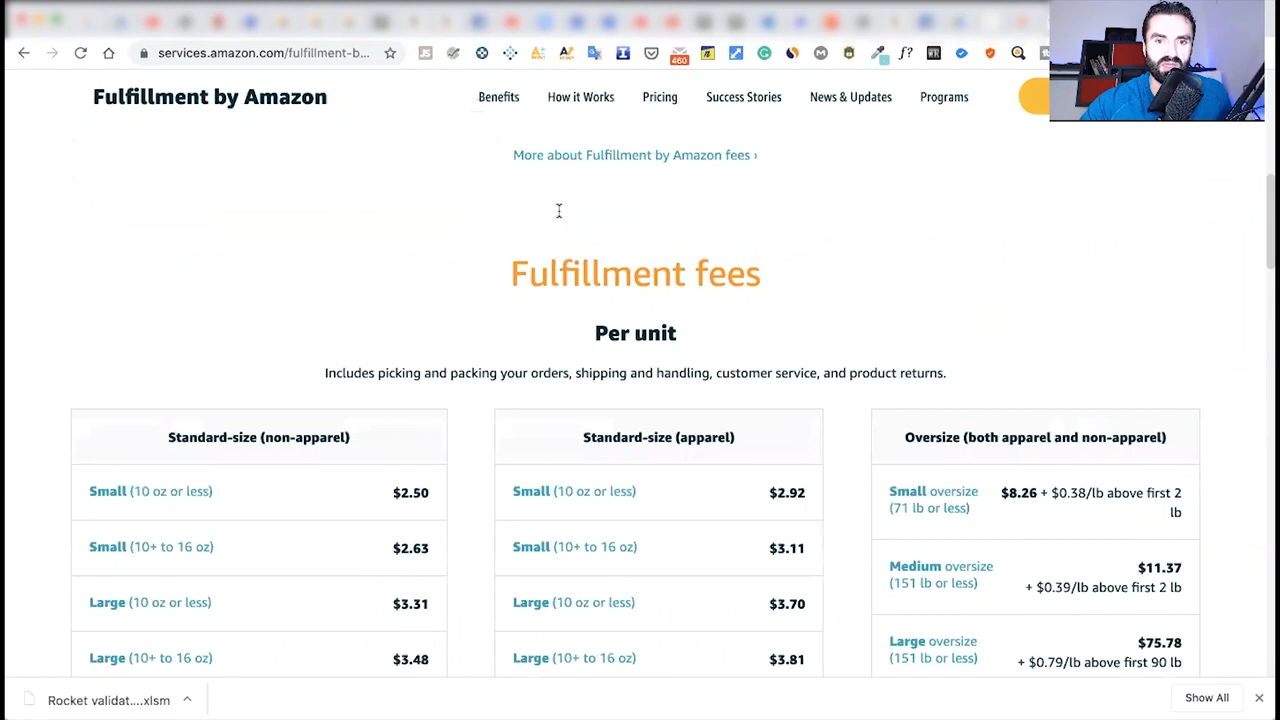 services.amazon.com/fulfillment-b...
460
Fulfillment by Amazon
Benefits
How it Works
Pricing
Success Stories
News & Updates
Programs
More about Fulfillment by Amazon fees ›
Fulfillment fees
Per unit
Includes picking and packing your orders, shipping and handling, customer service, and product returns.
Standard-size (non-apparel)
Small (10 oz or less) $2.50
Small (10+ to 16 oz) $2.63
Large (10 oz or less) $3.31
Large (10+ to 16 oz) $3.48
Standard-size (apparel)
Small (10 oz or less) $2.92
Small (10+ to 16 oz) $3.11
Large (10 oz or less) $3.70
Large (10+ to 16 oz) $3.81
Oversize (both apparel and non-apparel)
Small oversize $8.26 + $0.38/lb above first 2
(71 lb or less) lb
Medium oversize $11.37
(151 lb or less) + $0.39/lb above first 2 lb
Large oversize $75.78
(151 lb or less) + $0.79/lb above first 90 lb
Rocket validat....xlsm
Show All